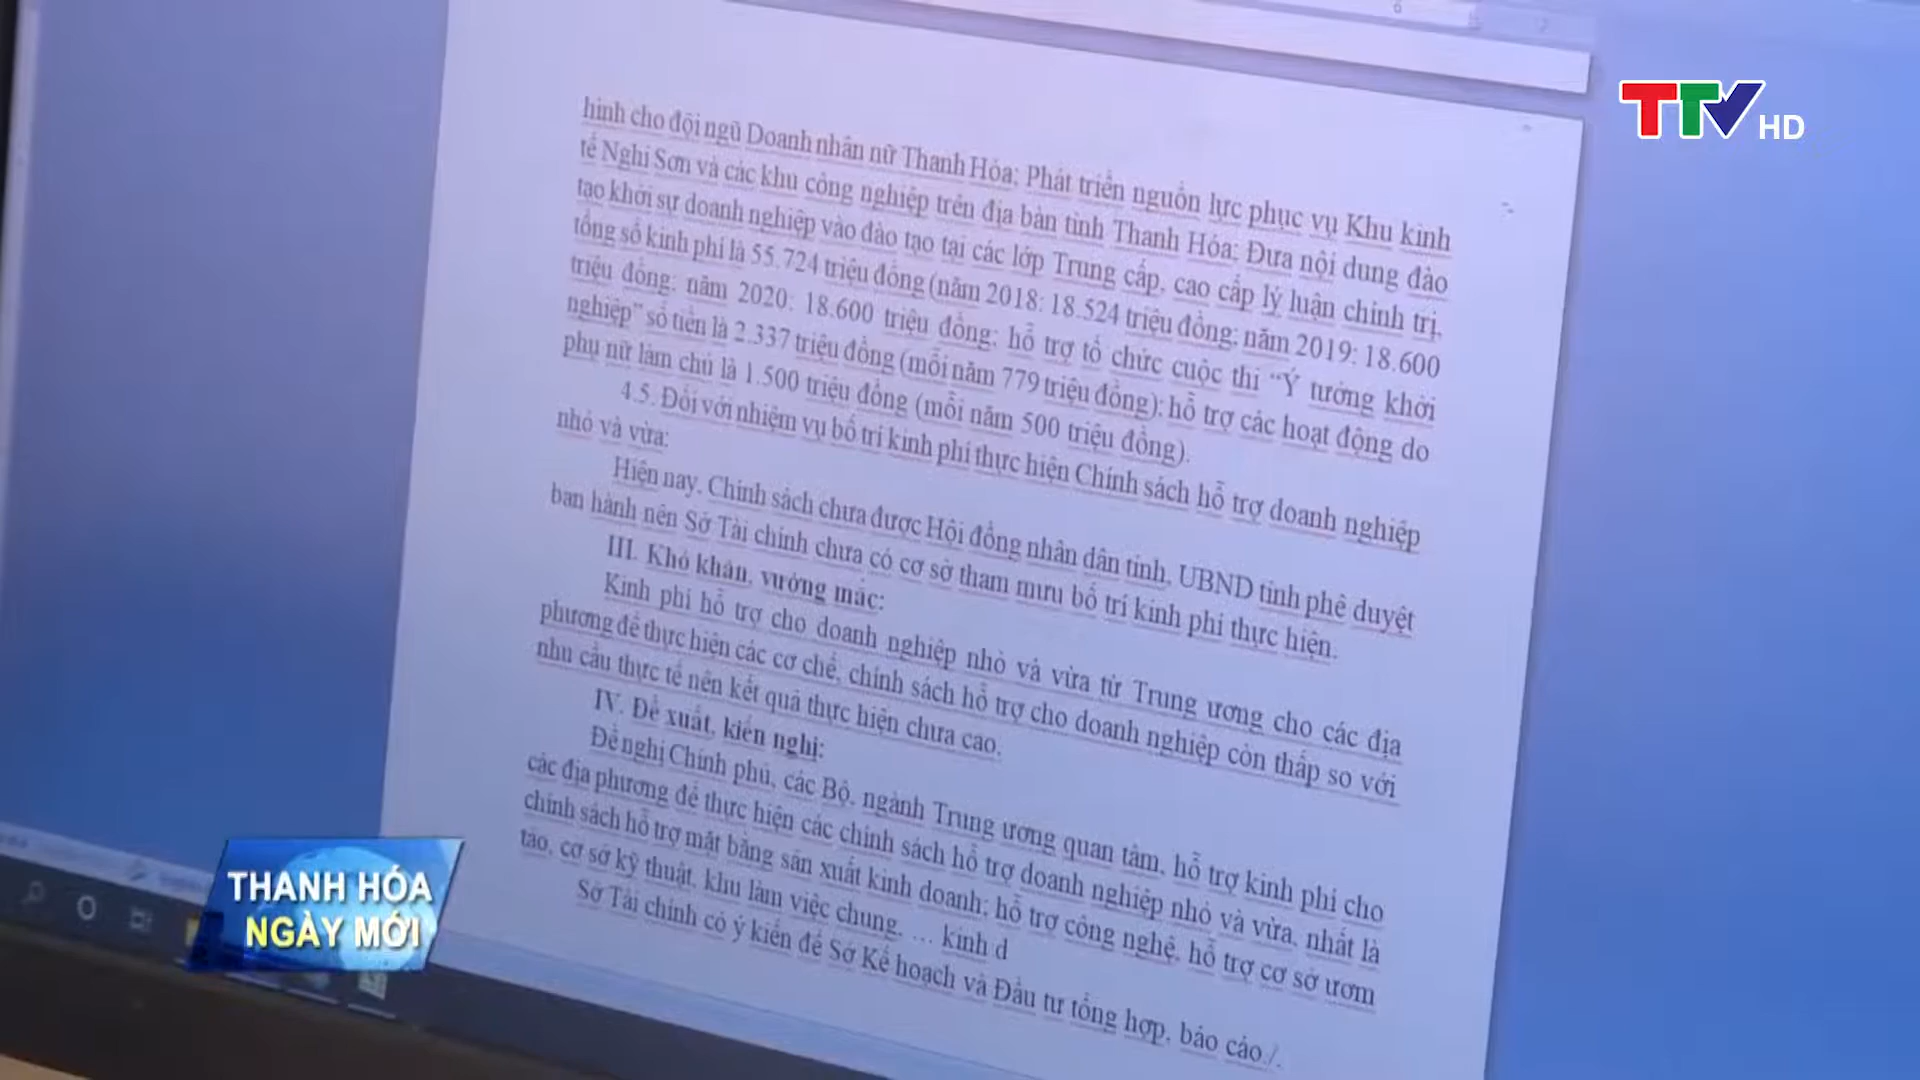 TTV HD
hình cho đội ngũ Doanh nhân nữ Thanh Hóa; Phát triển nguồn lực phục vụ Khu kinh
tế Nghi Sơn và các khu công nghiệp trên địa bàn tỉnh Thanh Hóa; Đưa nội dung đào
tạo khởi sự doanh nghiệp vào đào tạo tại các lớp Trung cấp, cao cấp lý luận chính trị,
tổng số kinh phí là 55.724 triệu đồng (năm 2018: 18.524 triệu đồng; năm 2019: 18.600
triệu đồng; năm 2020: 18.600 triệu đồng; hỗ trợ tổ chức cuộc thi “Ý tưởng khởi
nghiệp” số tiền là 2.337 triệu đồng (mỗi năm 779 triệu đồng); hỗ trợ các hoạt động do
phụ nữ làm chủ là 1.500 triệu đồng (mỗi năm 500 triệu đồng).
4.5. Đối với nhiệm vụ bố trí kinh phí thực hiện Chính sách hỗ trợ doanh nghiệp
nhỏ và vừa:
Hiện nay, Chính sách chưa được Hội đồng nhân dân tỉnh, UBND tỉnh phê duyệt
ban hành nên Sở Tài chính chưa có cơ sở tham mưu bố trí kinh phí thực hiện.
III. Khó khăn, vướng mắc:
Kinh phí hỗ trợ cho doanh nghiệp nhỏ và vừa từ Trung ương cho các địa
phương để thực hiện các cơ chế, chính sách hỗ trợ cho doanh nghiệp còn thấp so với
nhu cầu thực tế nên kết quả thực hiện chưa cao.
IV. Đề xuất, kiến nghị:
Đề nghị Chính phủ, các Bộ, ngành Trung ương quan tâm, hỗ trợ kinh phí cho
các địa phương để thực hiện các chính sách hỗ trợ doanh nghiệp nhỏ và vừa, nhất là
chính sách hỗ trợ mặt bằng sản xuất kinh doanh; hỗ trợ công nghệ, hỗ trợ cơ sở ươm
tạo, cơ sở kỹ thuật, khu làm việc chung, … kinh d
Sở Tài chính có ý kiến để Sở Kế hoạch và Đầu tư tổng hợp, báo cáo./.
THANH HÓA
NGÀY MỚI